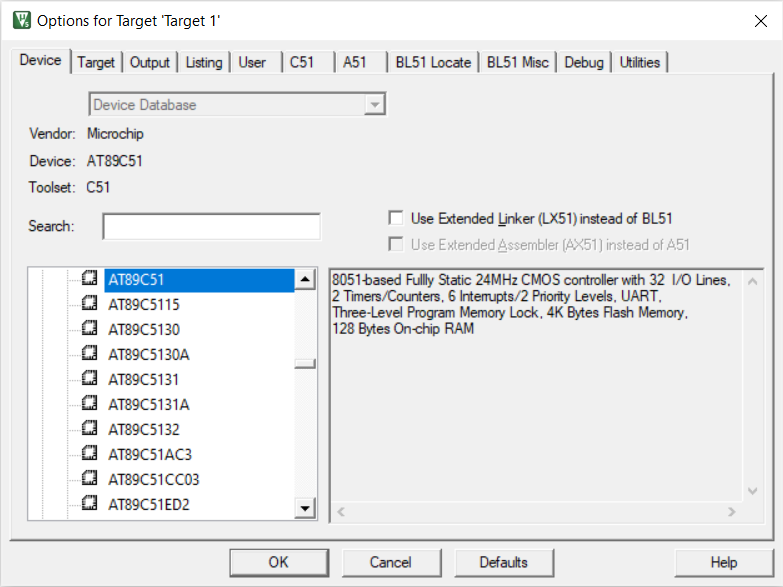 Options for Target 'Target 1'
Device Target Output Listing User C51 A51 BL51 Locate BL51 Misc Debug Utilities
Device Database
Vendor: Microchip
Device: AT89C51
Toolset: C51
Search:
Use Extended Linker (LX51) instead of BL51
Use Extended Assembler (AX51) instead of A51
AT89C51
AT89C5115
AT89C5130
AT89C5130A
AT89C5131
AT89C5131A
AT89C5132
AT89C51AC3
AT89C51CC03
AT89C51ED2
8051-based Fullly Static 24MHz CMOS controller with 32 I/O Lines,
2 Timers/Counters, 6 Interrupts/2 Priority Levels, UART,
Three-Level Program Memory Lock, 4K Bytes Flash Memory,
128 Bytes On-chip RAM
OK Cancel Defaults Help